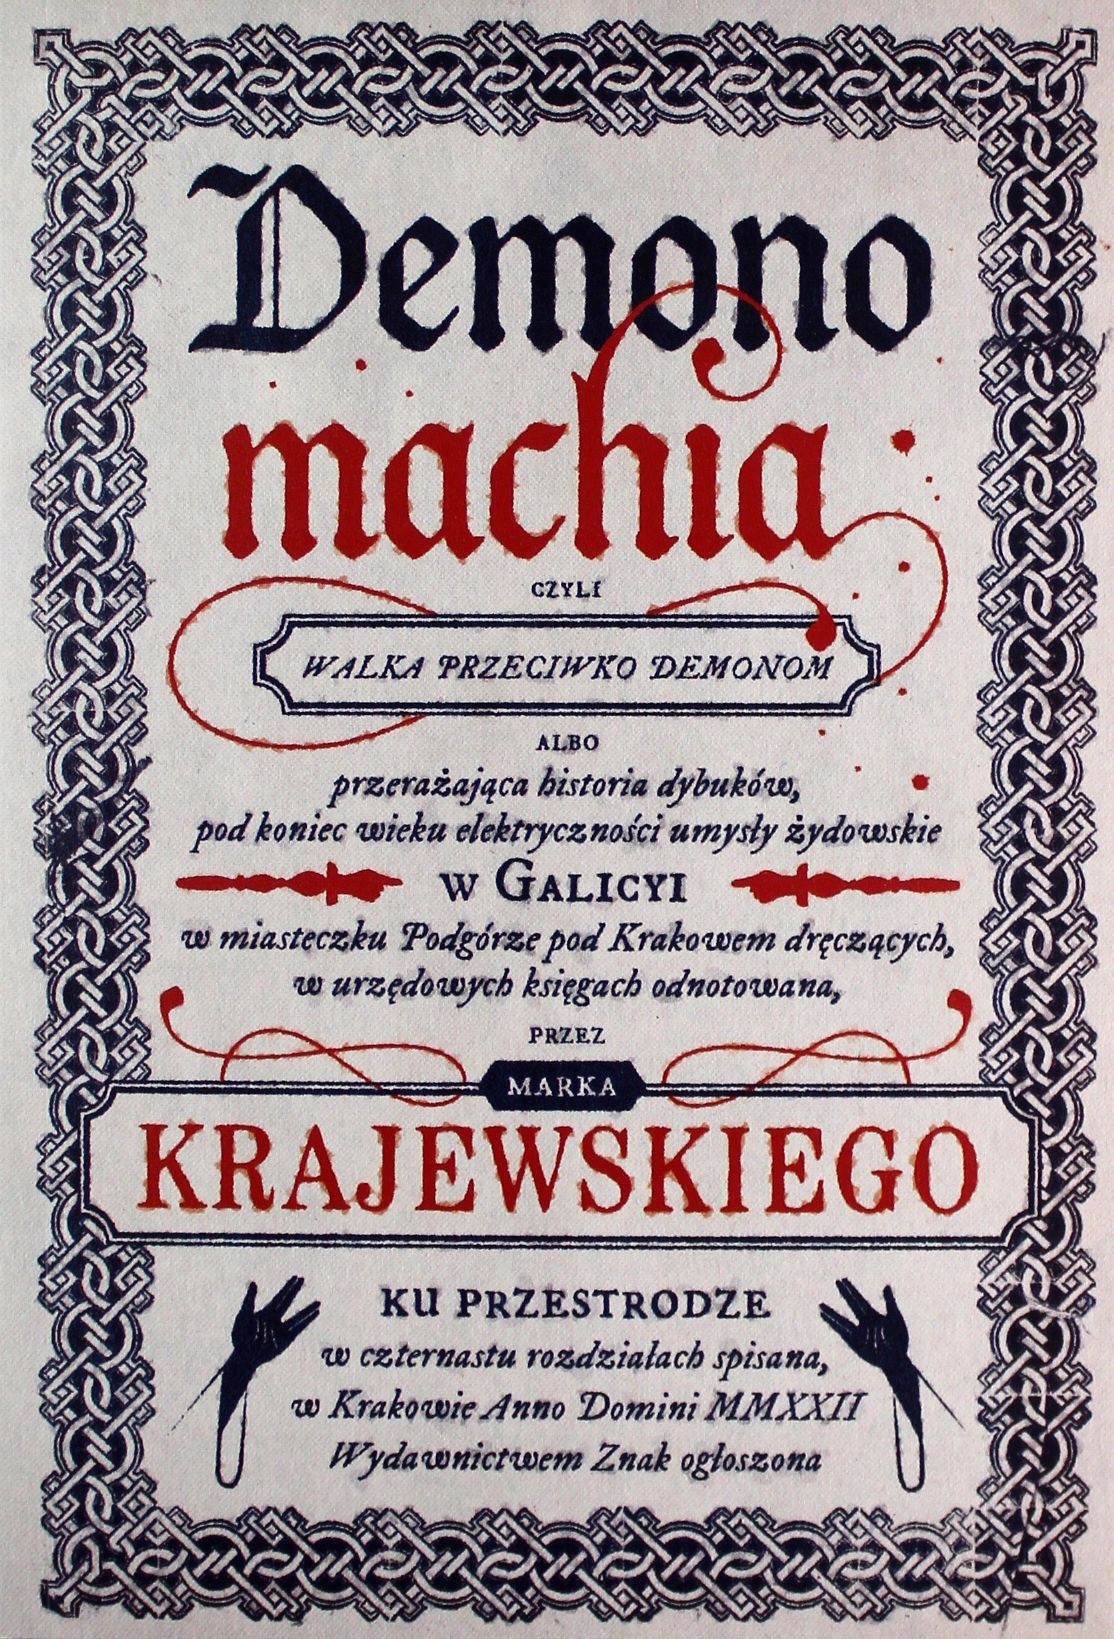 Demono
machia
CZYLI
WALKA PRZECIWKO DEMONOM
ALBO
przerażająca historia dybuków,
pod koniec wieku elektryczności umysły żydowskie
W GALICYI
w miasteczku Podgórze pod Krakowem dręczących,
w urzędowych księgach odnotowana,
PRZEZ
MARKA
KRAJEWSKIEGO
KU PRZESTRODZE
w czternastu rozdziałach spisana,
w Krakowie Anno Domini MMXXII
Wydawnictwem Znak ogłoszona